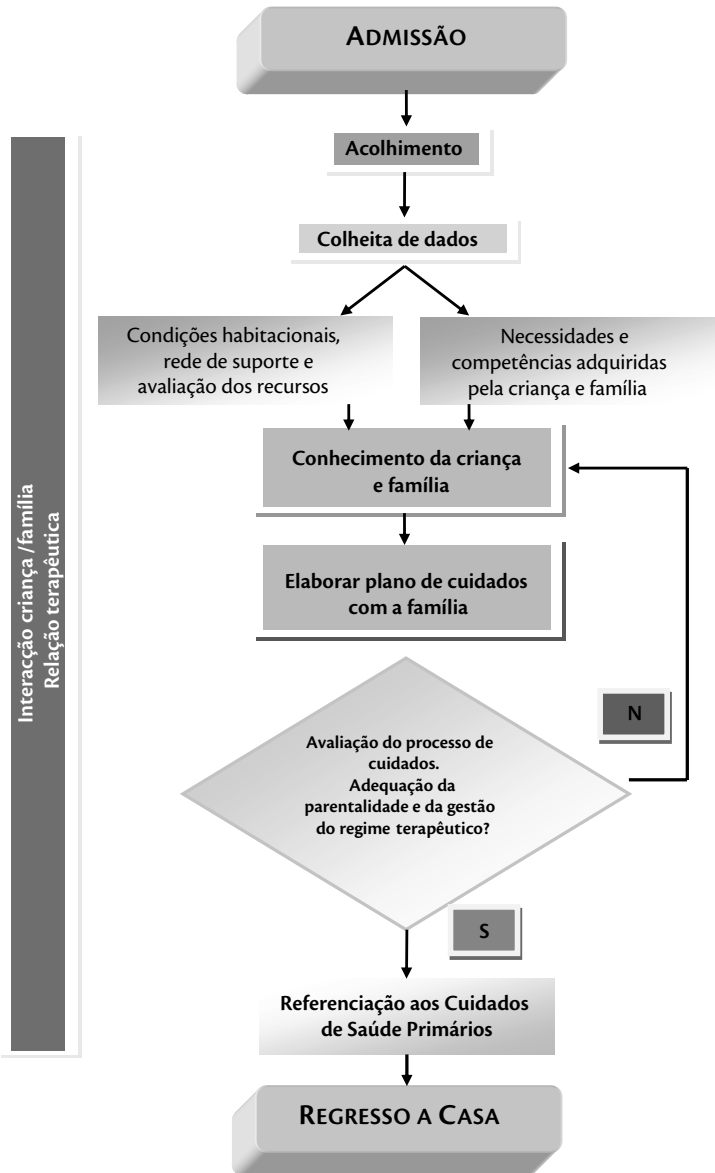 ADMISSÃO
Acolhimento
Colheita de dados
Condições habitacionais,
rede de suporte e
avaliação dos recursos
Necessidades e
competências adquiridas
pela criança e família
Conhecimento da criança
e família
Elaborar plano de cuidados
com a família
Interacção criança /família
Relação terapêutica
N
Avaliação do processo de
cuidados.
Adequação da
parentalidade e da gestão
do regime terapêutico?
S
Referenciação aos Cuidados
de Saúde Primários
REGRESSO A CASA